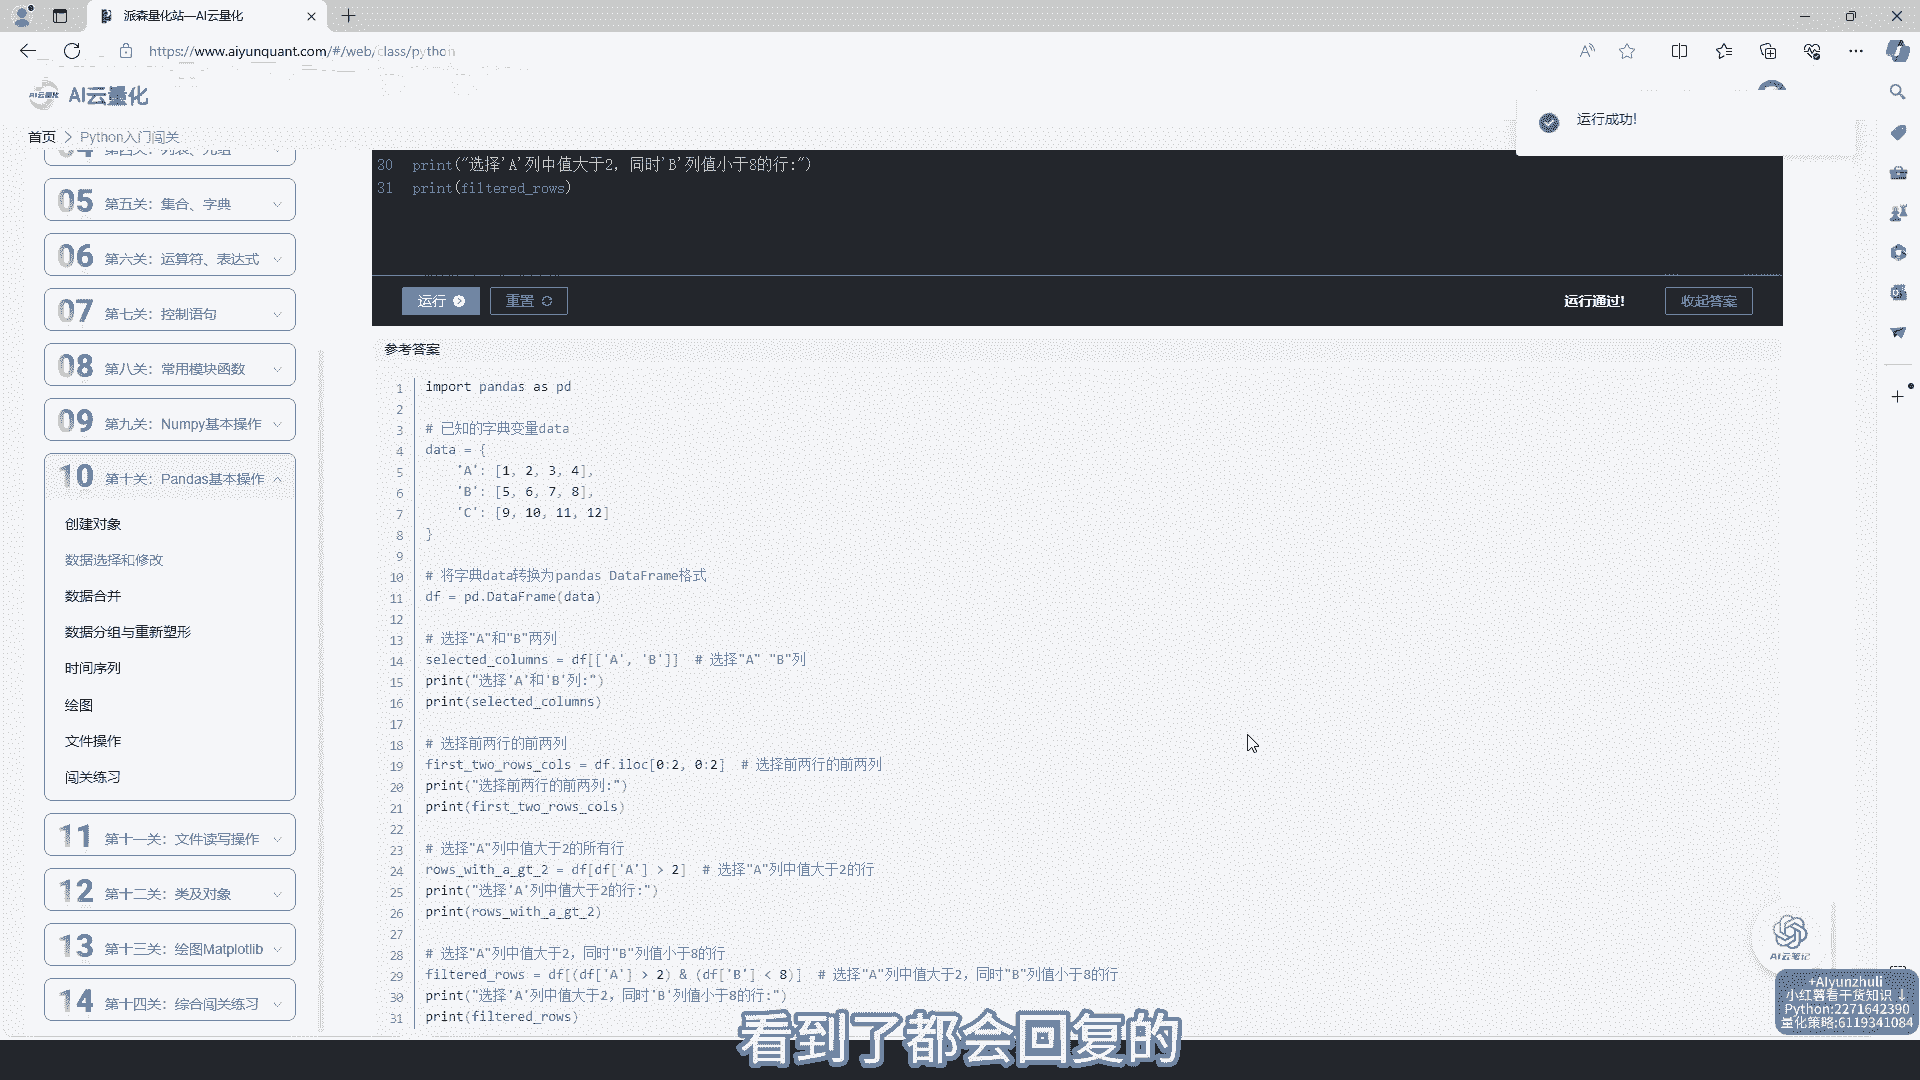 派森量化站—AI云量化
https://www.aiyunquant.com/#/web/class/python
AI云量化
首页 > Python入门闯关
运行成功!
第四关：列表、元组
05 第五关：集合、字典
06 第六关：运算符、表达式
07 第七关：控制语句
08 第八关：常用模块函数
09 第九关：Numpy基本操作
10 第十关：Pandas基本操作
创建对象
数据选择和修改
数据合并
数据分组与重新塑形
时间序列
绘图
文件操作
闯关练习
11 第十一关：文件读写操作
12 第十二关：类及对象
13 第十三关：绘图Matplotlib
14 第十四关：综合闯关练习
30 print("选择'A'列中值大于2，同时'B'列值小于8的行:")
31 print(filtered_rows)
运行
重置
运行通过!
收起答案
参考答案
1 import pandas as pd
2
3 # 已知的字典变量data
4 data = {
5 'A': [1, 2, 3, 4],
6 'B': [5, 6, 7, 8],
7 'C': [9, 10, 11, 12]
8 }
9
10 # 将字典data转换为pandas DataFrame格式
11 df = pd.DataFrame(data)
12
13 # 选择"A"和"B"两列
14 selected_columns = df[['A', 'B']] # 选择"A" "B"列
15 print("选择'A'和'B'列:")
16 print(selected_columns)
17
18 # 选择前两行的前两列
19 first_two_rows_cols = df.iloc[0:2, 0:2] # 选择前两行的前两列
20 print("选择前两行的前两列:")
21 print(first_two_rows_cols)
22
23 # 选择"A"列中值大于2的所有行
24 rows_with_a_gt_2 = df[df['A'] > 2] # 选择"A"列中值大于2的行
25 print("选择'A'列中值大于2的行:")
26 print(rows_with_a_gt_2)
27
28 # 选择"A"列中值大于2，同时"B"列值小于8的行
29 filtered_rows = df[(df['A'] > 2) & (df['B'] < 8)] # 选择"A"列中值大于2，同时"B"列值小于8的行
30 print("选择'A'列中值大于2，同时'B'列值小于8的行:")
31 print(filtered_rows)
AI云笔记
+AIyunzhuli
小红薯看干货知识 ↓
Python:2271642390
量化策略:6119341084
看到了都会回复的